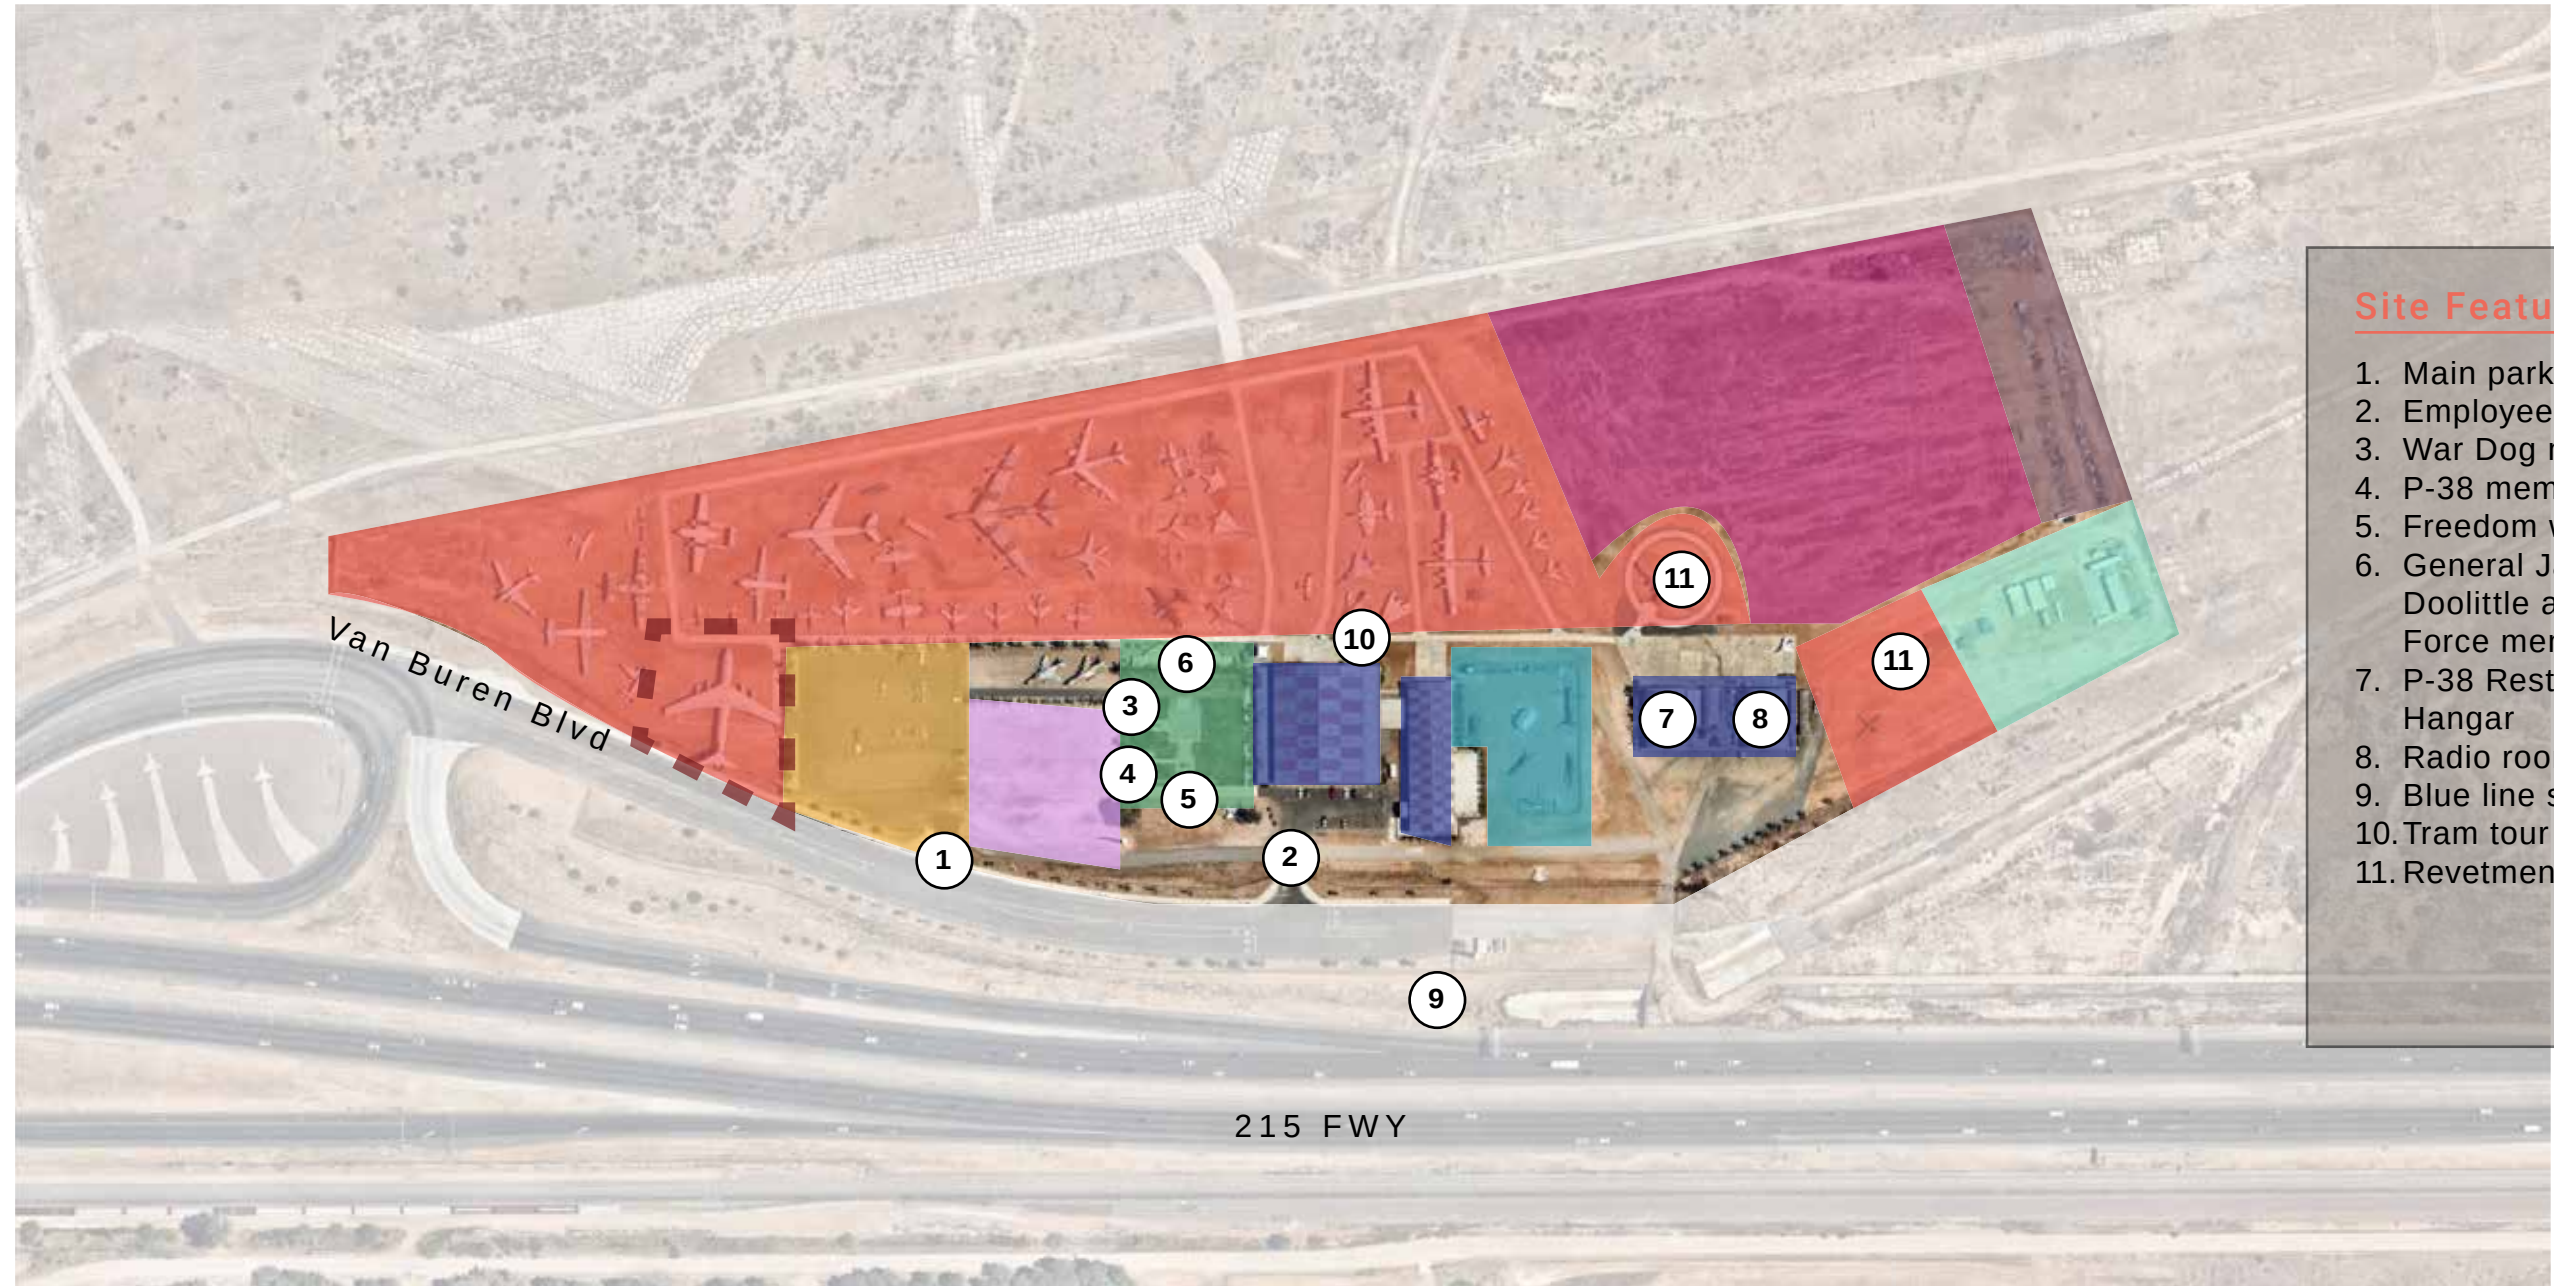 Site Featu
1. Main park
2. Employee
3. War Dog
4. P-38 mem
5. Freedom
6. General J
Doolittle a
Force mer
7. P-38 Rest
Hangar
8. Radio roo
9. Blue line s
10. Tram tour
11. Revetmen
11
10
6
11
3
7
8
4
5
1
2
9
Van Buren Blvd
215 FWY